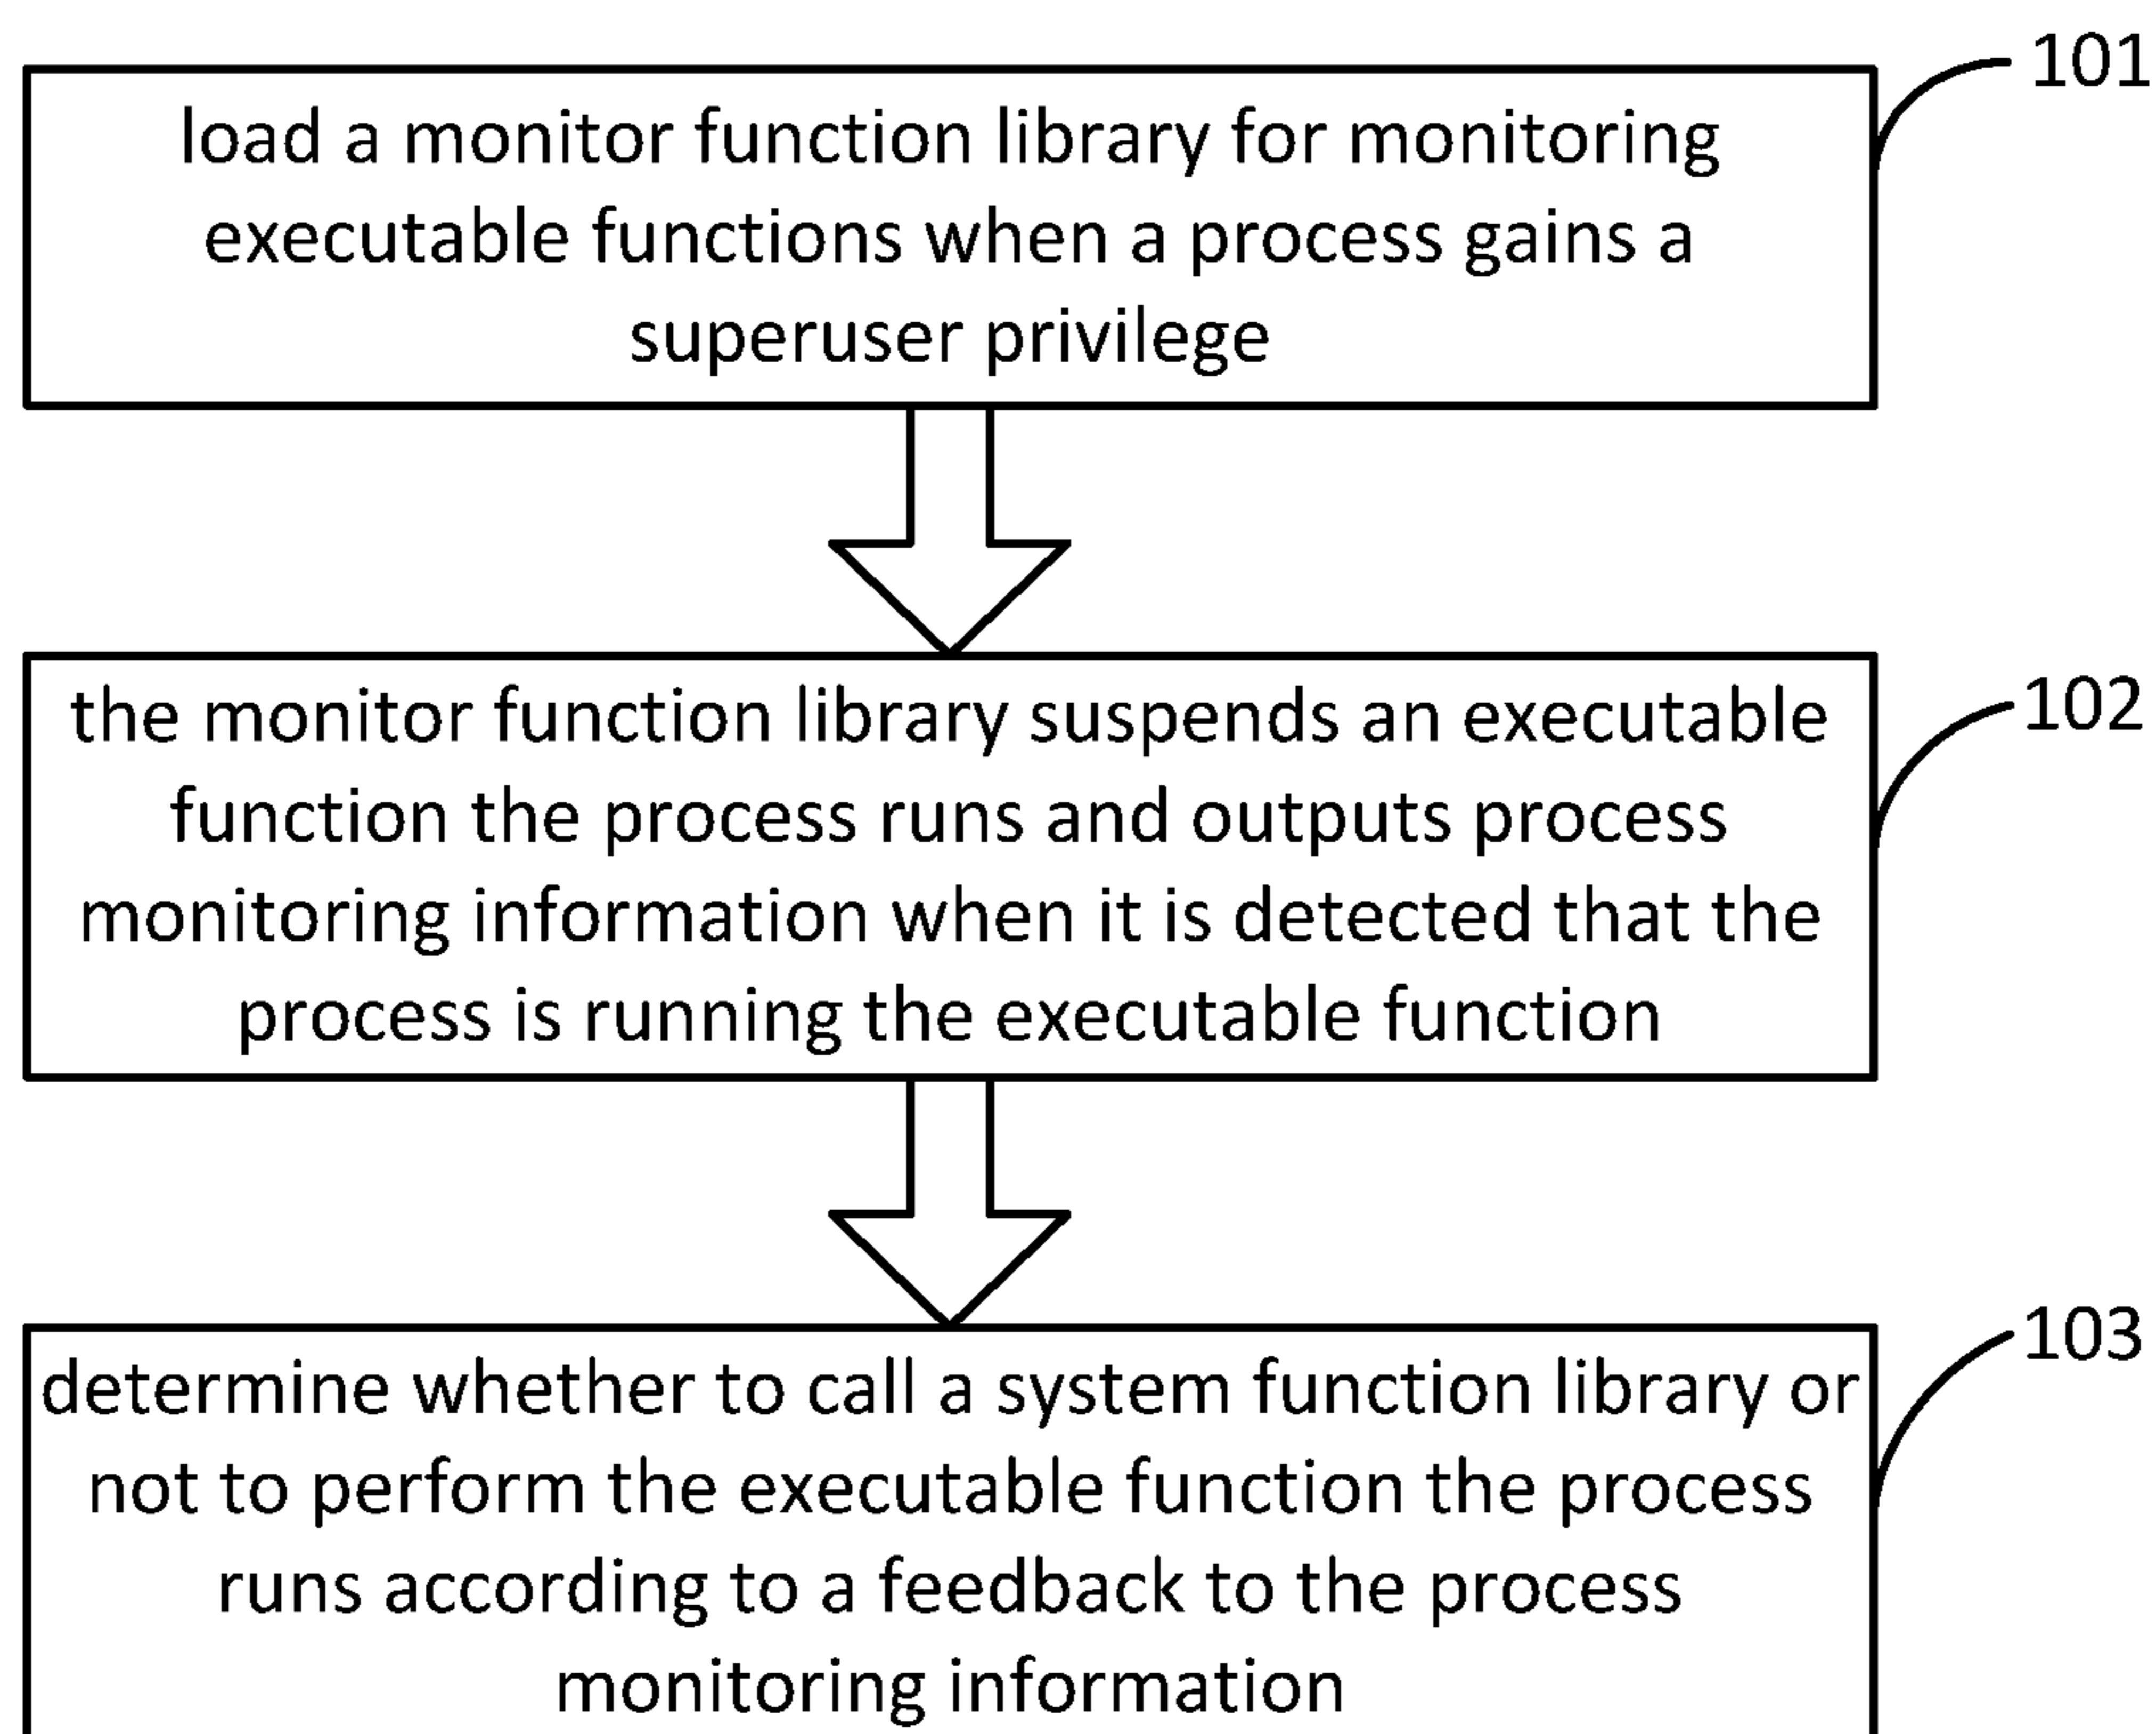 101
load a monitor function library for monitoring
executable functions when a process gains a
superuser privilege
102
the monitor function library suspends an executable
function the process runs and outputs process
monitoring information when it is detected that the
process is running the executable function
103
determine whether to call a system function library or
not to perform the executable function the process
runs according to a feedback to the process
monitoring information